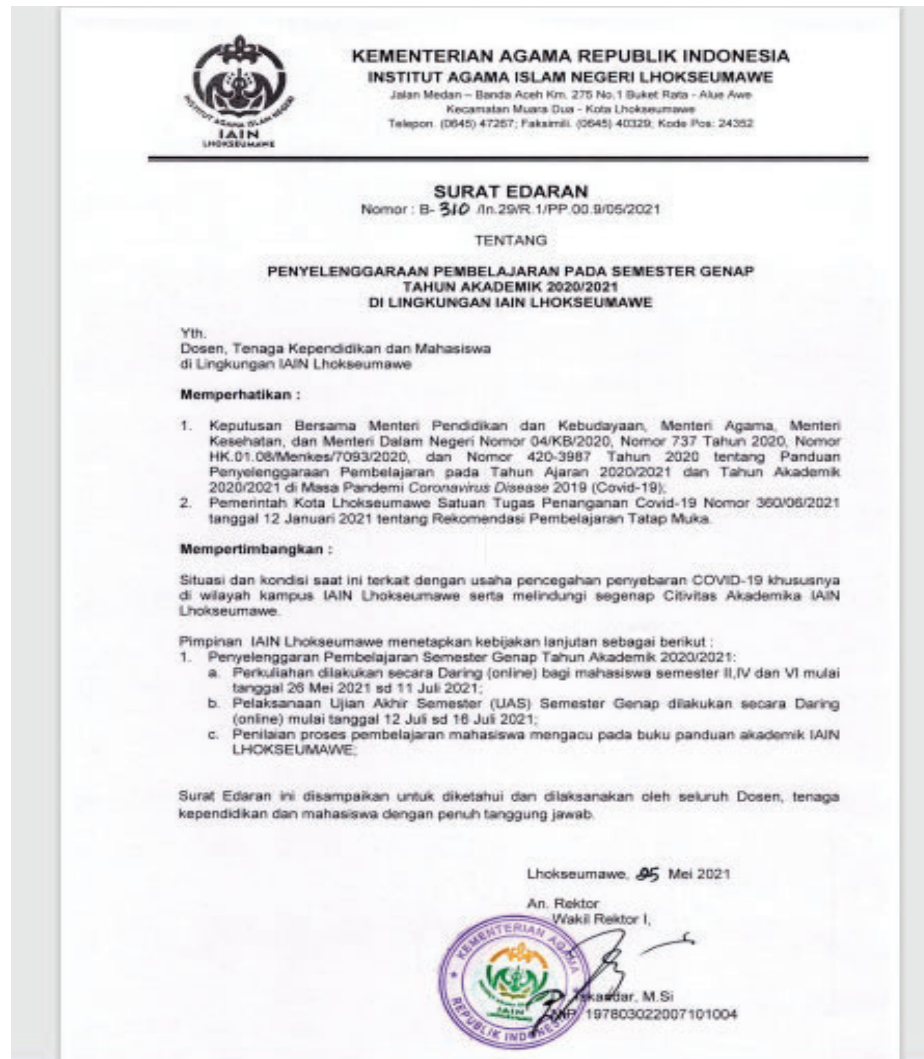 KEMENTERIAN AGAMA REPUBLIK INDONESIA
INSTITUT AGAMA ISLAM NEGERI LHOKSEUMAWE
Jalan Medan – Banda Aceh Km. 275 No.1 Buket Rata - Alue Awe
Kecamatan Muara Dua - Kota Lhokseumawe
Telepon. (0645) 47267; Faksimili. (0645) 40329; Kode Pos: 24352
INSTITUT AGAMA ISLAM NEGERI
IAIN
LHOKSEUMAWE
SURAT EDARAN
Nomor : B- 310 /In.29/R.1/PP.00.9/05/2021
TENTANG
PENYELENGGARAAN PEMBELAJARAN PADA SEMESTER GENAP
TAHUN AKADEMIK 2020/2021
DI LINGKUNGAN IAIN LHOKSEUMAWE
Yth.
Dosen, Tenaga Kependidikan dan Mahasiswa
di Lingkungan IAIN Lhokseumawe
Memperhatikan :
1. Keputusan Bersama Menteri Pendidikan dan Kebudayaan, Menteri Agama, Menteri
Kesehatan, dan Menteri Dalam Negeri Nomor 04/KB/2020, Nomor 737 Tahun 2020, Nomor
HK.01.08/Menkes/7093/2020, dan Nomor 420-3987 Tahun 2020 tentang Panduan
Penyelenggaraan Pembelajaran pada Tahun Ajaran 2020/2021 dan Tahun Akademik
2020/2021 di Masa Pandemi Coronavirus Disease 2019 (Covid-19);
2. Pemerintah Kota Lhokseumawe Satuan Tugas Penanganan Covid-19 Nomor 360/06/2021
tanggal 12 Januari 2021 tentang Rekomendasi Pembelajaran Tatap Muka.
Mempertimbangkan :
Situasi dan kondisi saat ini terkait dengan usaha pencegahan penyebaran COVID-19 khususnya
di wilayah kampus IAIN Lhokseumawe serta melindungi segenap Citivitas Akademika IAIN
Lhokseumawe.
Pimpinan IAIN Lhokseumawe menetapkan kebijakan lanjutan sebagai berikut :
1. Penyelenggaran Pembelajaran Semester Genap Tahun Akademik 2020/2021:
a. Perkuliahan dilakukan secara Daring (online) bagi mahasiswa semester II,IV dan VI mulai
tanggal 26 Mei 2021 sd 11 Juli 2021;
b. Pelaksanaan Ujian Akhir Semester (UAS) Semester Genap dilakukan secara Daring
(online) mulai tanggal 12 Juli sd 16 Juli 2021;
c. Penilaian proses pembelajaran mahasiswa mengacu pada buku panduan akademik IAIN
LHOKSEUMAWE;
Surat Edaran ini disampaikan untuk diketahui dan dilaksanakan oleh seluruh Dosen, tenaga
kependidikan dan mahasiswa dengan penuh tanggung jawab.
Lhokseumawe, 25 Mei 2021
An. Rektor
Wakil Rektor I,
KEMENTERIAN AGAMA
REPUBLIK INDONESIA
IAIN
Iskandar, M.Si
NIP. 197803022007101004